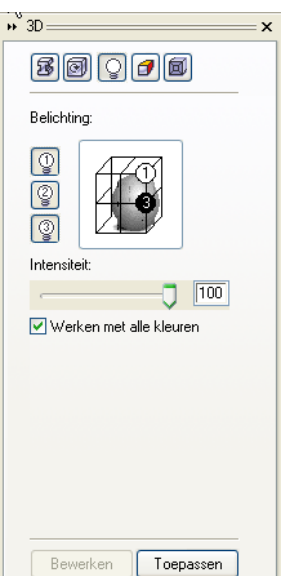 3D
Belichting:
1
1
2
3
3
Intensiteit:
100
Werken met alle kleuren
Bewerken Toepassen